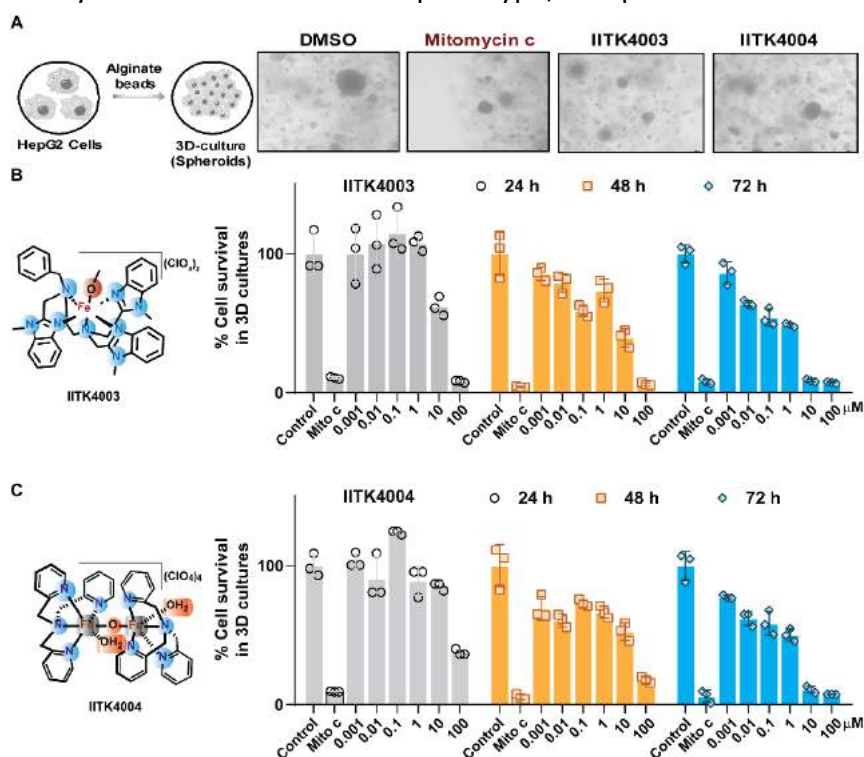 A
DMSO
Mitomycin c
IITK4003
IITK4004
Alginate
beads
HepG2 Cells
3D-culture
(Spheroids)
B
IITK4003
24 h
48 h
72 h
N
N
N
N
N
N
N
O
Fe
IITK4003
% Cell survival
in 3D cultures
100
0
Control
Mito c
0.001
0.01
0.1
1
10
100
Control
Mito c
0.001
0.01
0.1
1
10
100
Control
Mito c
0.001
0.01
0.1
1
10
100
μM
C
IITK4004
24 h
48 h
72 h
(ClO₄)₄
N
N
N
N
N
N
N
N
O
OH₂
OH₂
IITK4004
% Cell survival
in 3D cultures
100
0
Control
Mito c
0.001
0.01
0.1
1
10
100
Control
Mito c
0.001
0.01
0.1
1
10
100
Control
Mito c
0.001
0.01
0.1
1
10
100
μM